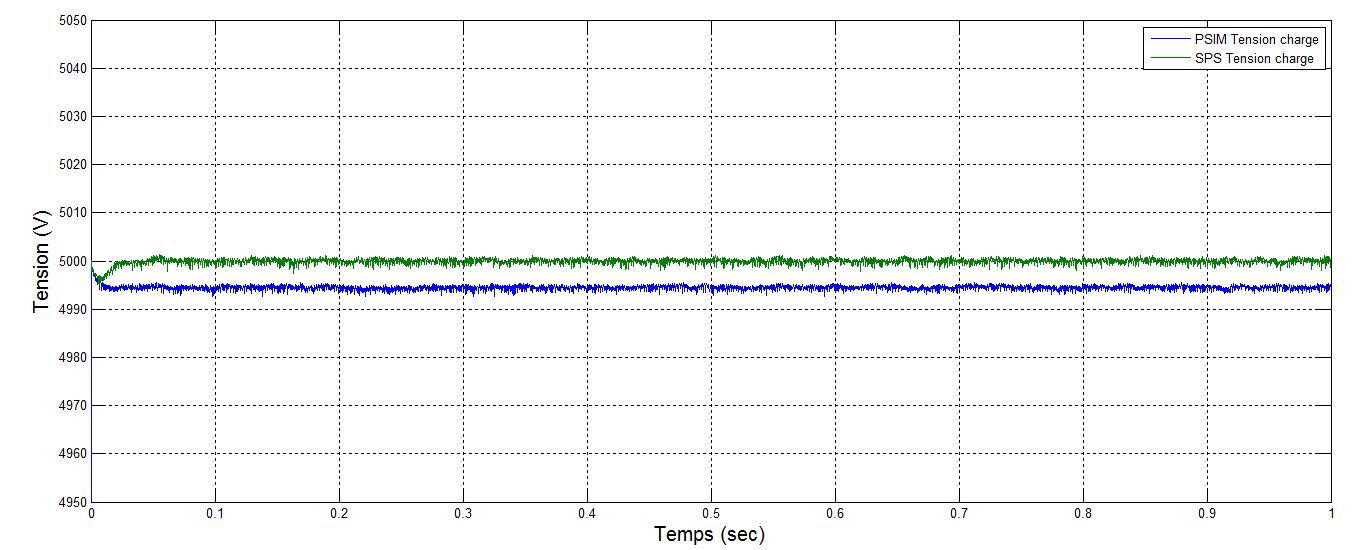 5050
5040
5030
5020
5010
5000
4990
4980
4970
4960
4950
Tension (V)
PSIM Tension charge
SPS Tension charge
0 0.1 0.2 0.3 0.4 0.5 0.6 0.7 0.8 0.9 1
Temps (sec)